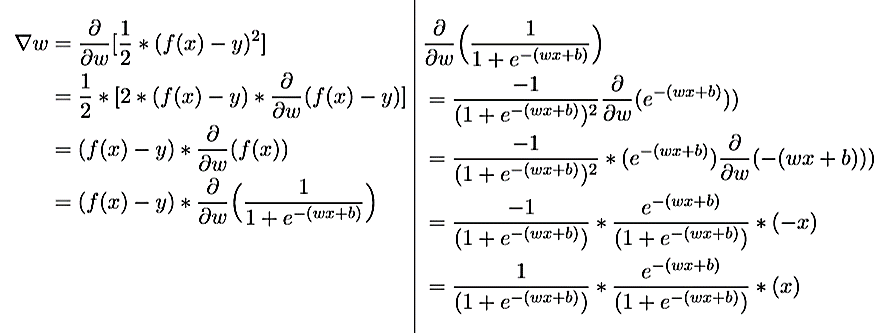 ∇w = ∂/∂w [1/2 * (f(x) − y)²]
= 1/2 * [2 * (f(x) − y) * ∂/∂w (f(x) − y)]
= (f(x) − y) * ∂/∂w (f(x))
= (f(x) − y) * ∂/∂w (1/(1 + e^−(wx+b)))
∂/∂w (1/(1 + e^−(wx+b)))
= −1/(1 + e^−(wx+b))² ∂/∂w (e^−(wx+b)))
= −1/(1 + e^−(wx+b))² * (e^−(wx+b)) ∂/∂w (−(wx + b)))
= −1/(1 + e^−(wx+b)) * e^−(wx+b)/(1 + e^−(wx+b)) * (−x)
= 1/(1 + e^−(wx+b)) * e^−(wx+b)/(1 + e^−(wx+b)) * (x)